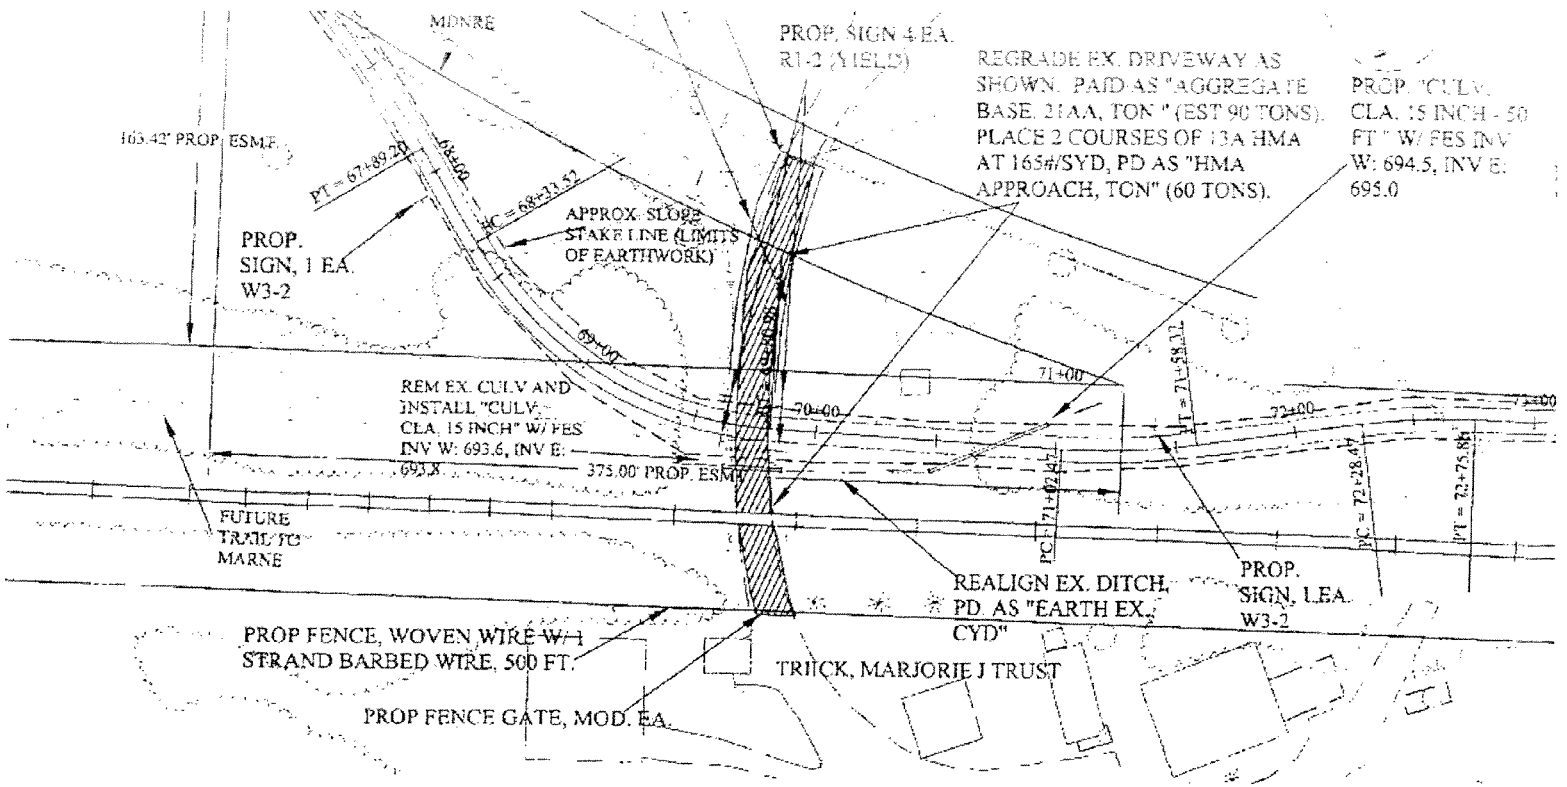 MDNRE
PROP. SIGN 4 EA.
R1-2 (YIELD)
REGRADE EX. DRIVEWAY AS
SHOWN. PAID AS "AGGREGATE
BASE, 21AA, TON " (EST 90 TONS).
PLACE 2 COURSES OF 13A HMA
AT 165#/SYD, PD AS "HMA
APPROACH, TON" (60 TONS).
PROP. "CULV,
CLA, 15 INCH - 50
FT " W/ FES INV
W: 694.5, INV E:
695.0
163.42' PROP. ESMT.
PT = 67+89.20
68+00
PC = 68+33.52
APPROX. SLOPE
STAKE LINE (LIMITS
OF EARTHWORK)
PROP.
SIGN, 1 EA.
W3-2
69+00
REM EX. CULV AND
INSTALL "CULV,
CLA, 15 INCH" W/ FES
INV W: 693.6, INV E:
693.8
375.00' PROP. ESMT
70+00
71+00
PT = 71+58.37
72+00
73+00
PC = 71+02.47
PC = 72+28.47
PT = 72+75.86
FUTURE
TRAIL TO
MARNE
REALIGN EX. DITCH,
PD. AS "EARTH EX.,
CYD"
PROP.
SIGN, 1 EA.
W3-2
PROP FENCE, WOVEN WIRE W/ 1
STRAND BARBED WIRE, 500 FT.
MARJORIE J TRUST
PROP FENCE GATE, MOD. EA.